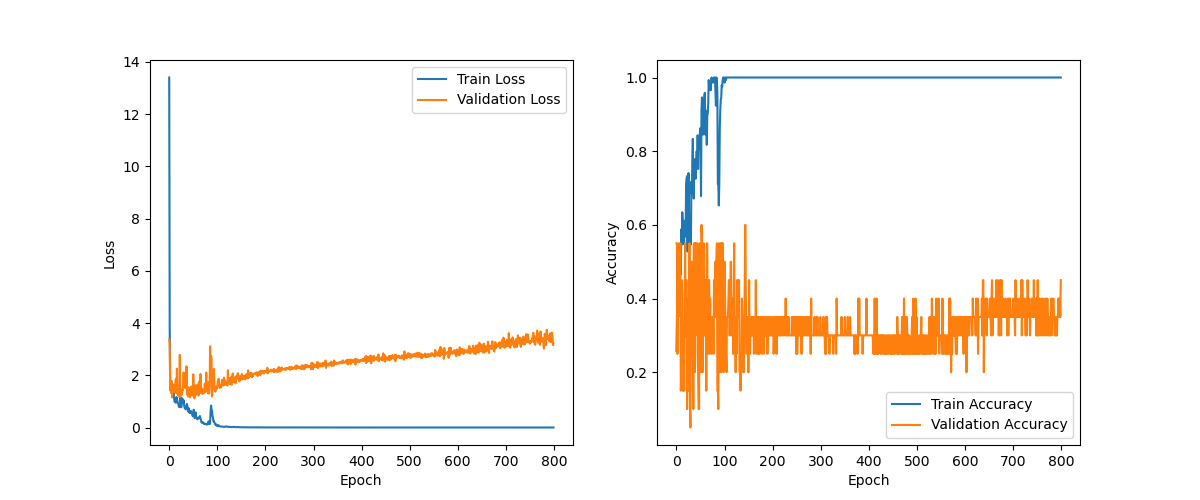 14
12
10
8
6
4
2
0
Loss
0 100 200 300 400 500 600 700 800
Epoch
Train Loss
Validation Loss
1.0
0.8
0.6
0.4
0.2
Accuracy
0 100 200 300 400 500 600 700 800
Epoch
Train Accuracy
Validation Accuracy